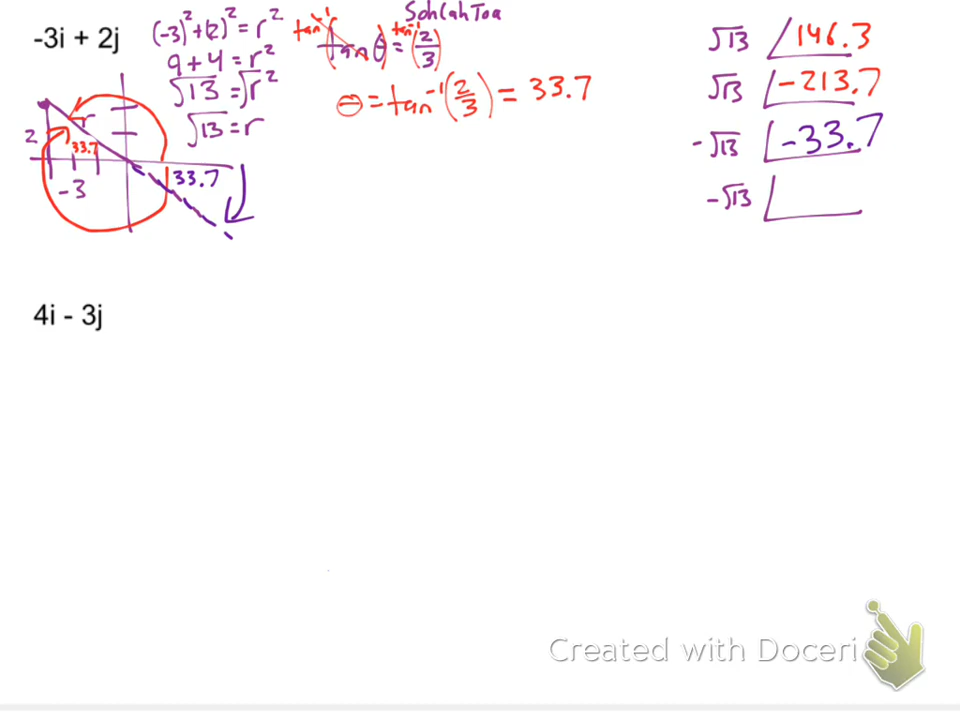 -3i + 2j
(-3)² + (2)² = r²
9 + 4 = r²
√13 = √r²
√13 = r
SohCahToa
tan⁻¹(tan θ = tan⁻¹(2/3)
θ = tan⁻¹(2/3) = 33.7
2
r
33.7
-3
33.7
√13 ∠146.3
√13 ∠-213.7
-√13 ∠-33.7
-√13 ∠
4i - 3j
Created with Doceri